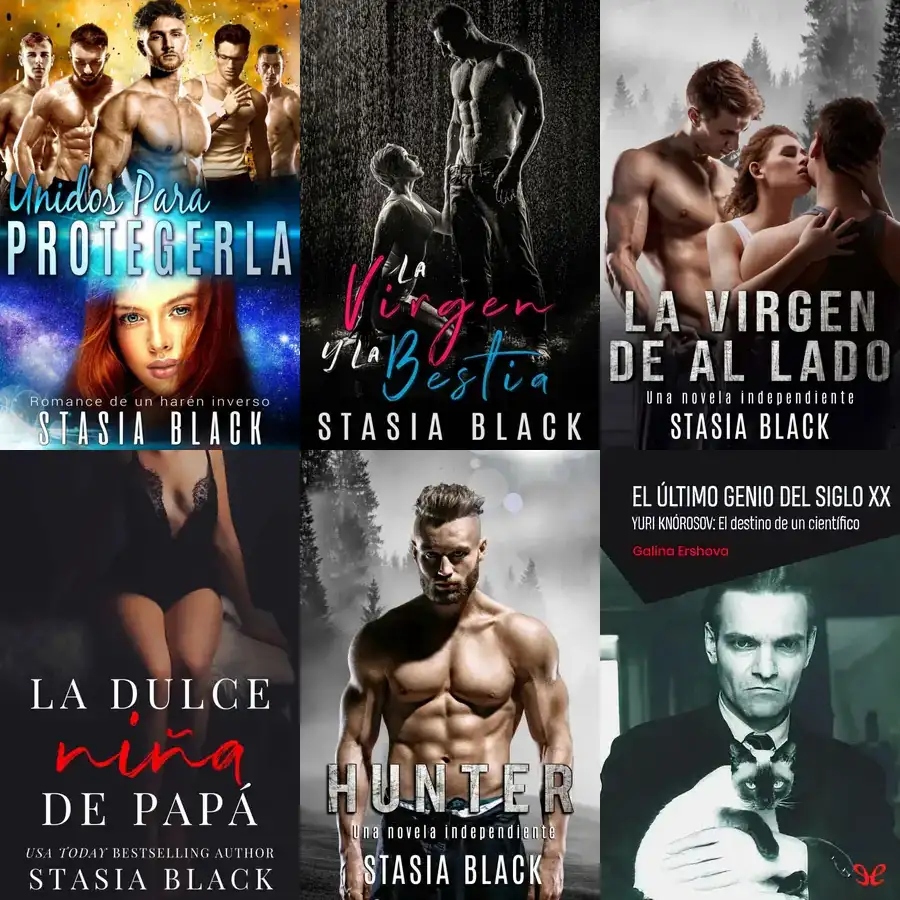 Unidos Para
PROTEGERLA
Romance de un harén inverso
STASIA BLACK
LA
Virgen
Y LA
Bestia
STASIA BLACK
LA VIRGEN
DE AL LADO
Una novela independiente
STASIA BLACK
LA DULCE
niña
DE PAPÁ
USA TODAY BESTSELLING AUTHOR
STASIA BLACK
HUNTER
Una novela independiente
STASIA BLACK
EL ÚLTIMO GENIO DEL SIGLO XX
YURI KNÓROSOV: El destino de un científico
Galina Ershova